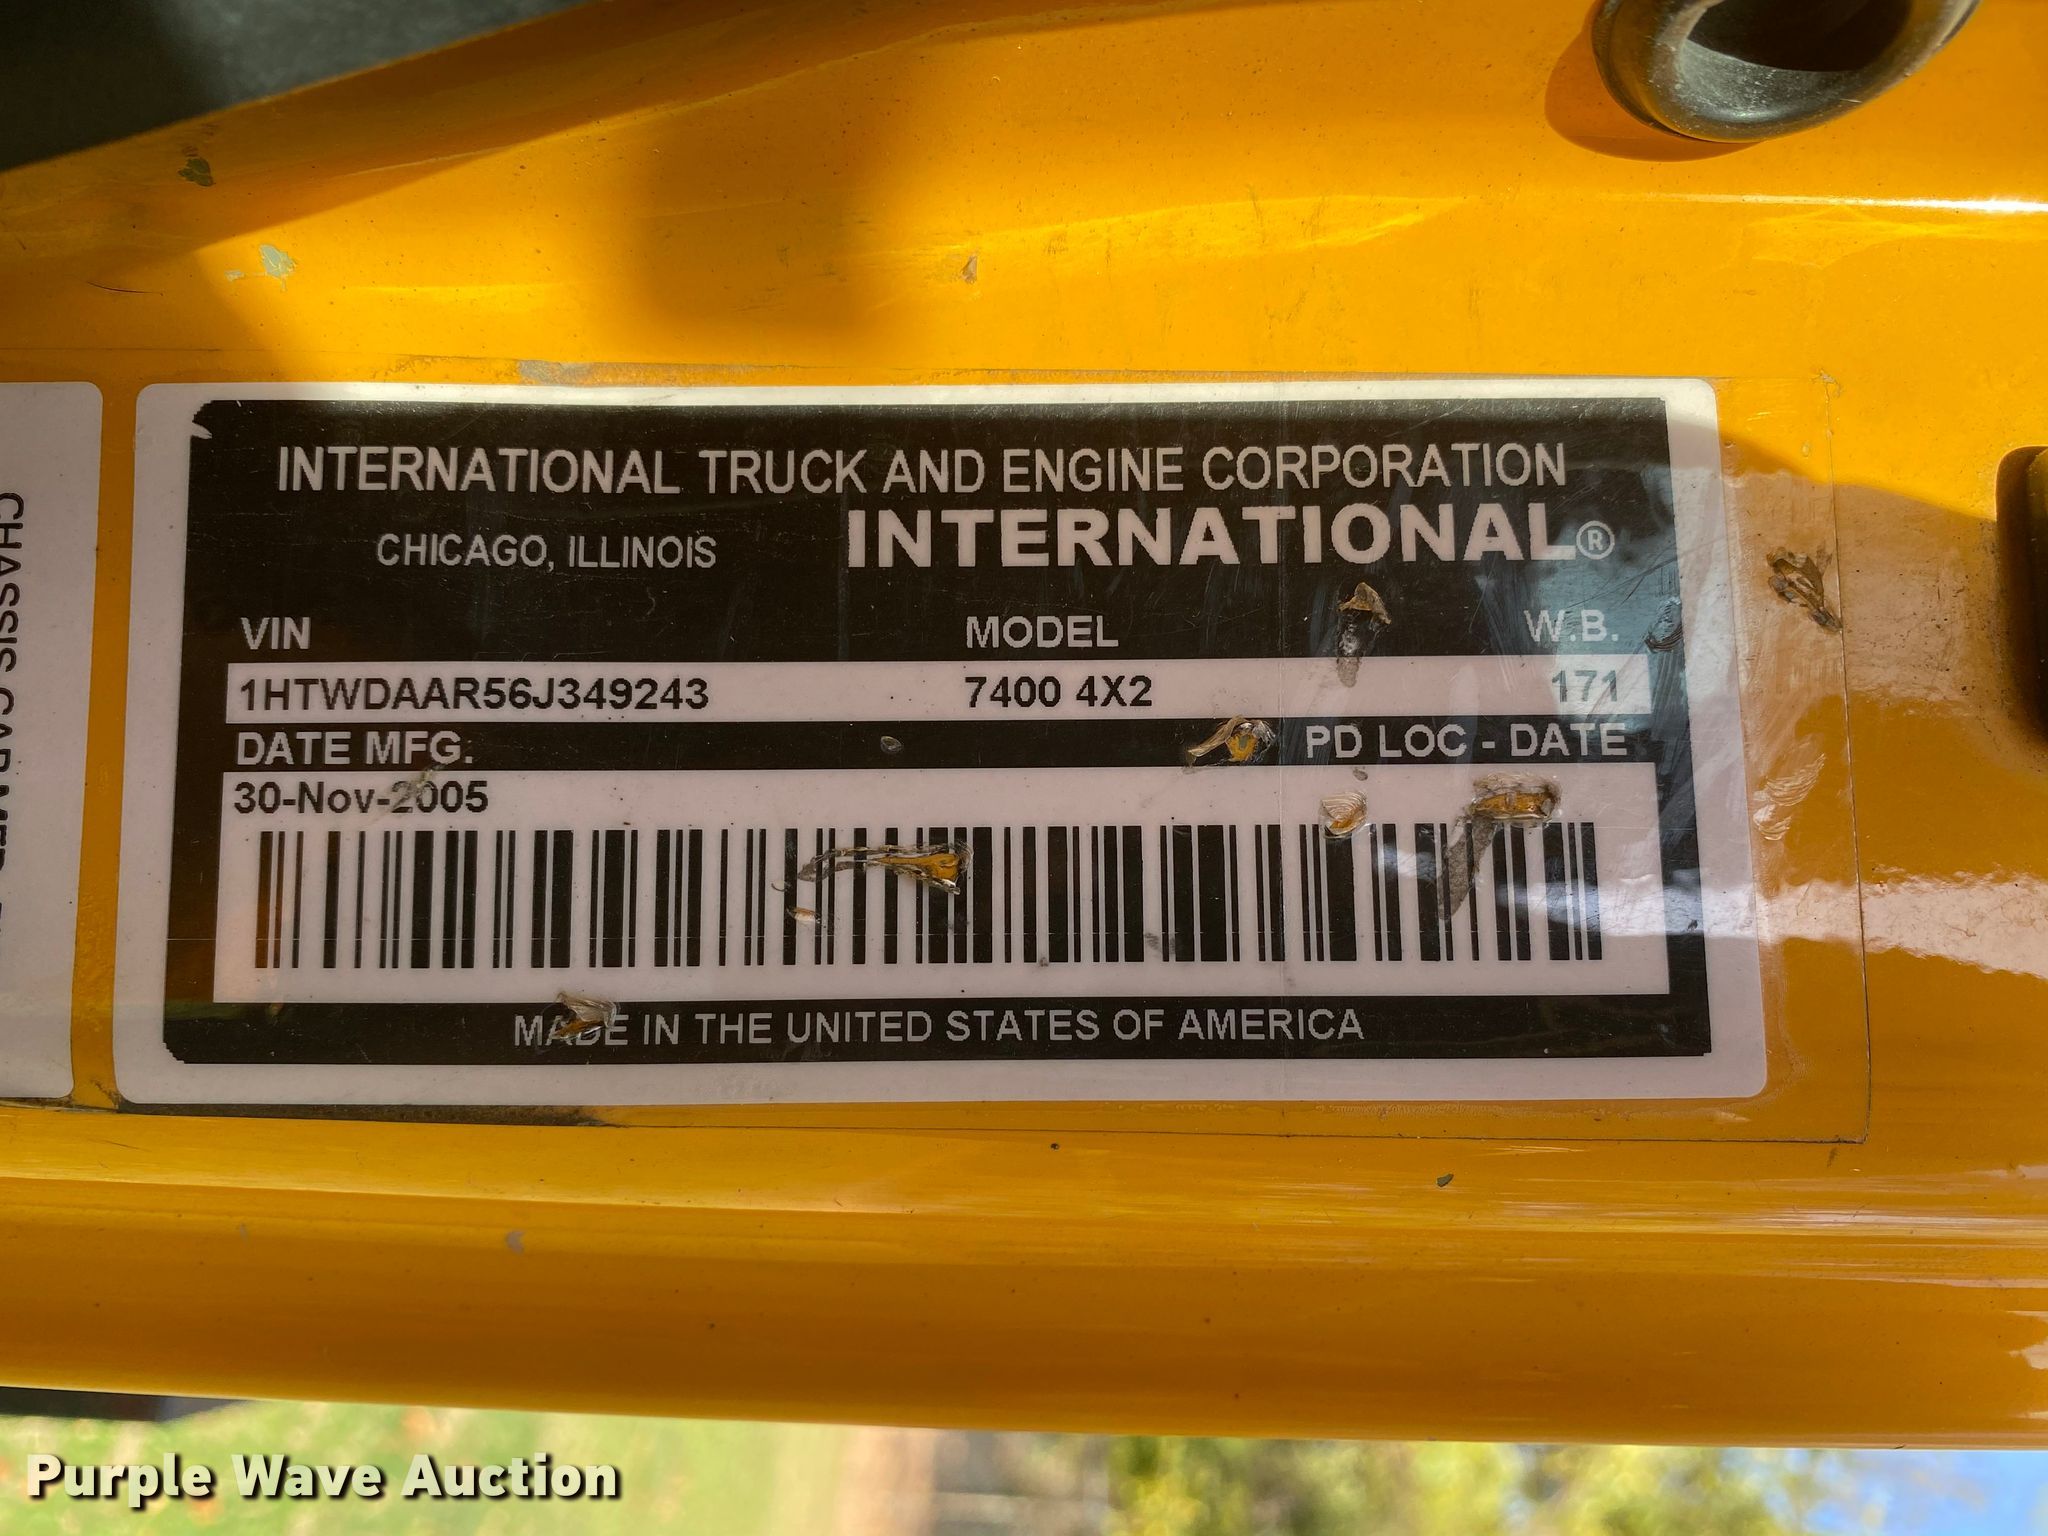 INTERNATIONAL TRUCK AND ENGINE CORPORATION
CHICAGO, ILLINOIS INTERNATIONAL®
VIN MODEL W.B.
1HTWDAAR56J349243 7400 4X2 171
DATE MFG. PD LOC - DATE
30-Nov-2005
MADE IN THE UNITED STATES OF AMERICA
CHASSIS
Purple Wave Auction